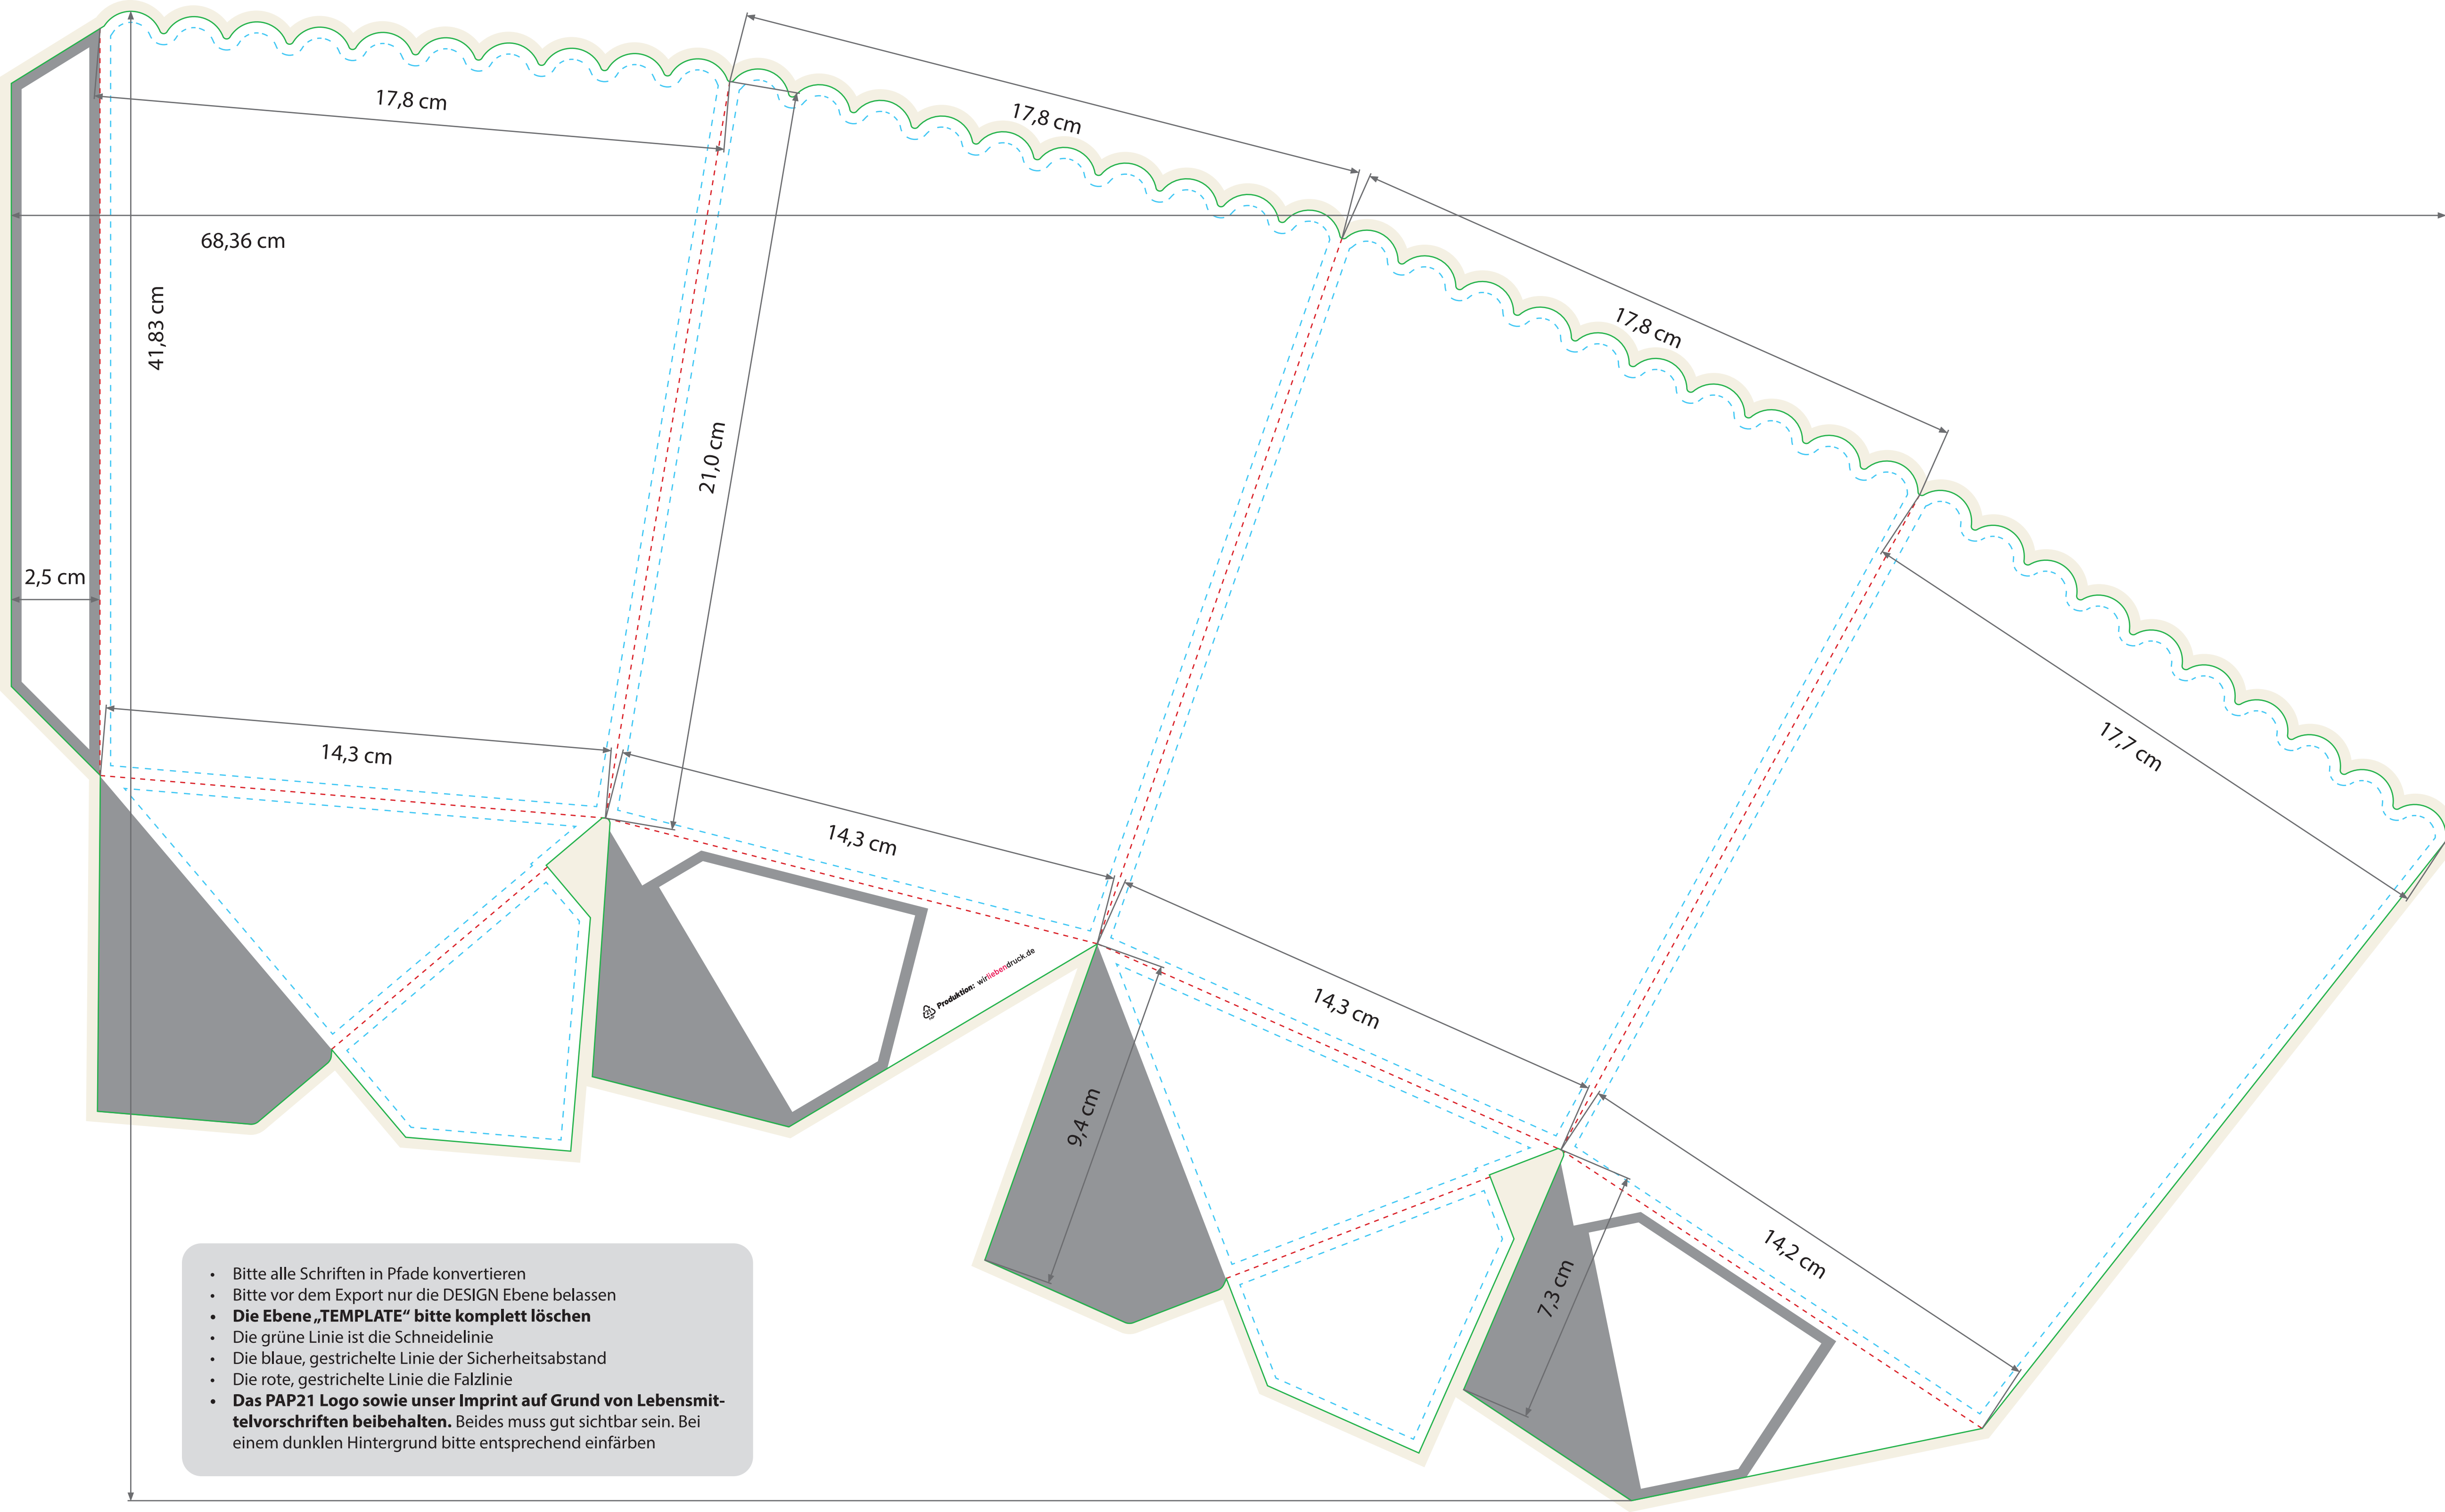 17,8 cm
17,8 cm
68,36 cm
41,83 cm
17,8 cm
21,0 cm
2,5 cm
17,7 cm
14,3 cm
14,3 cm
Produktion: wirliebendruck.de
14,3 cm
9,4 cm
14,2 cm
7,3 cm
• Bitte alle Schriften in Pfade konvertieren
• Bitte vor dem Export nur die DESIGN Ebene belassen
• Die Ebene „TEMPLATE“ bitte komplett löschen
• Die grüne Linie ist die Schneidelinie
• Die blaue, gestrichelte Linie der Sicherheitsabstand
• Die rote, gestrichelte Linie die Falzlinie
• Das PAP21 Logo sowie unser Imprint auf Grund von Lebensmit-
telvorschriften beibehalten. Beides muss gut sichtbar sein. Bei
einem dunklen Hintergrund bitte entsprechend einfärben